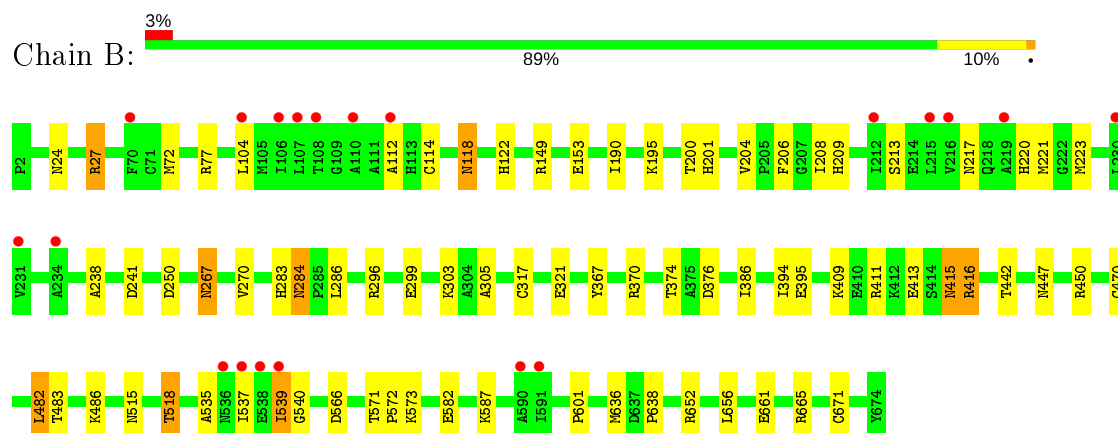 3%
Chain B:
89% 10% •
P2 N24 R27 F70 C71 M72 R77 L104 M105 I106 L107 T108 G109 A110 A111 A112 H113 C114 N118 H122 R149 E153 I190 K195 T200 H201 V204 P205 F206 G207 I208 H209 I212 S213 E214 L215 V216 N217 Q218 A219 H220 M221 G222 M223
V231 A234 A238 D241 D250 N267 V270 H283 N284 P285 L286 R296 E299 K303 A304 A305 C317 E321 Y367 R370 T374 A375 D376 I386 I394 E395 K409 E410 R411 K412 E413 S414 N415 R416 T442 N447 R450
L482 T483 K486 N515 T518 A535 N536 I537 E538 I539 G540 D566 T571 P572 K573 E582 K587 A590 I591 P601 M636 D637 P638 R652 L656 E661 R665 C671 Y674